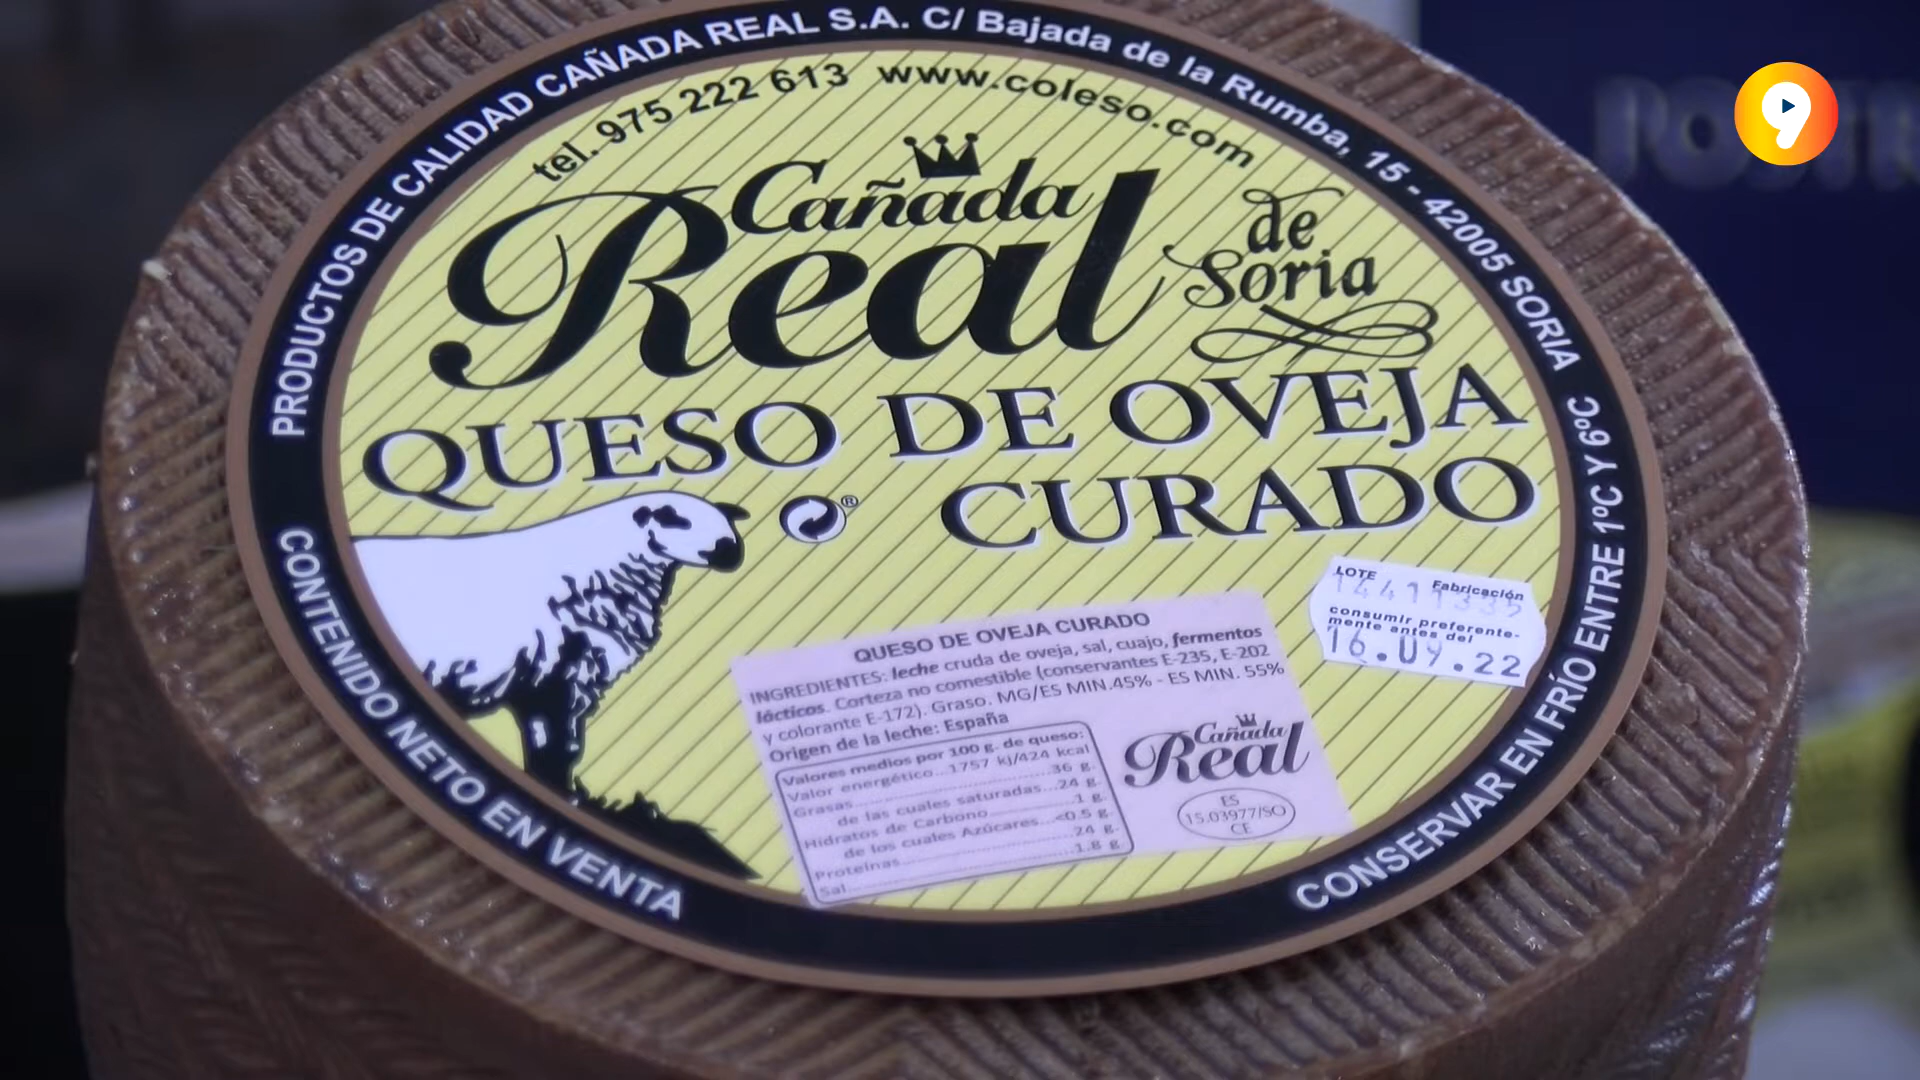 PRODUCTOS DE CALIDAD CAÑADA REAL S.A. C/ Bajada de la Rumba, 15 - 42005 SORIA
tel. 975 222 613 www.coleso.com
Cañada
Real
de
Soria
QUESO DE OVEJA
CURADO
®
LOTE
Fabricación
consumir preferente-
mente antes del
16.09.22
QUESO DE OVEJA CURADO
INGREDIENTES: leche cruda de oveja, sal, cuajo, fermentos
lácticos. Corteza no comestible (conservantes E-235, E-202
y colorante E-172). Graso. MG/ES MIN.45% - ES MIN. 55%
Origen de la leche: España
Valores medios por 100 g. de queso:
Valor energético...1757 kJ/424 kcal
Grasas...36 g.
de las cuales saturadas...24 g.
Hidratos de Carbono...1 g.
de los cuales Azúcares...<0.5 g.
Proteínas...24 g.
Sal...1.8 g.
Cañada
Real
ES
15.03977/SO
CE
CONTENIDO NETO EN VENTA
CONSERVAR EN FRÍO ENTRE 1ºC Y 6ºC
9